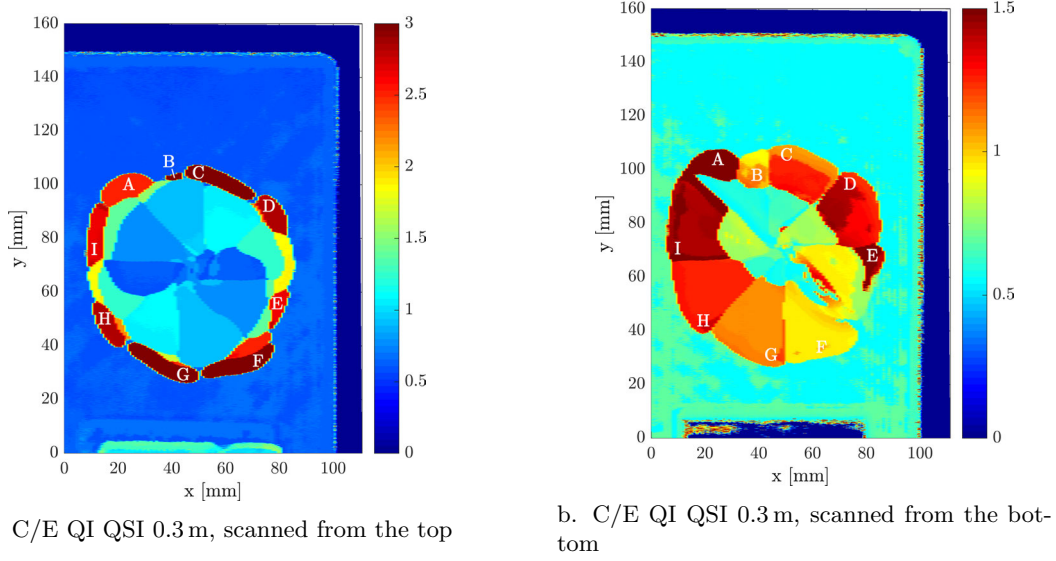 160
140
120
100
80
60
40
20
0
y [mm]
0
20
40
60
80
100
x [mm]
3
2.5
2
1.5
1
0.5
0
A
B
C
D
E
F
G
H
I
C/E QI QSI 0.3 m, scanned from the top
160
140
120
100
80
60
40
20
0
y [mm]
0
20
40
60
80
100
x [mm]
1.5
1
0.5
0
A
B
C
D
E
F
G
H
I
b. C/E QI QSI 0.3 m, scanned from the bot-
tom